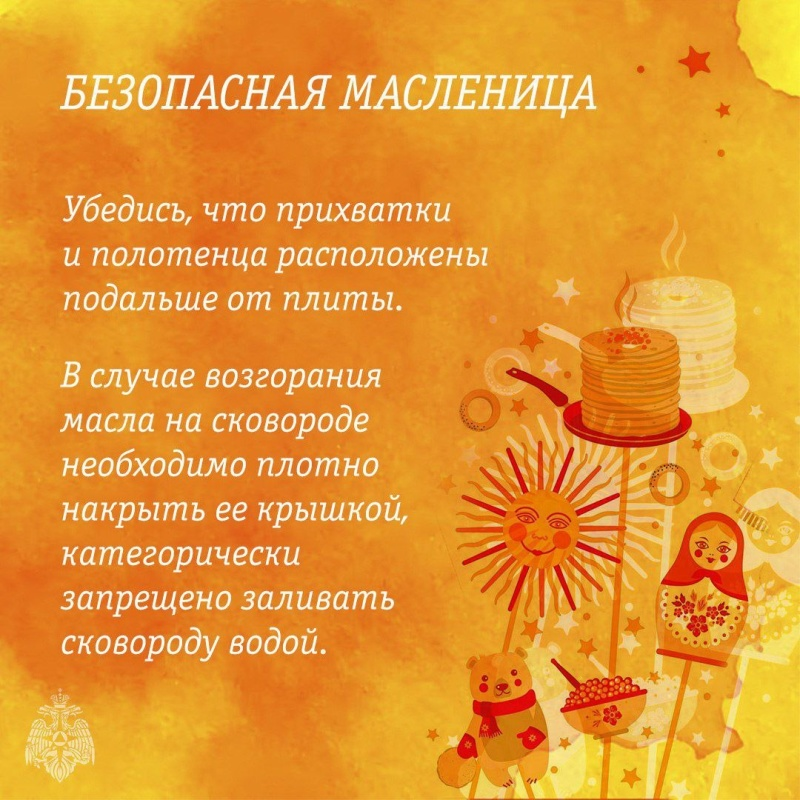 БЕЗОПАСНАЯ МАСЛЕНИЦА
Убедись, что прихватки
и полотенца расположены
подальше от плиты.
В случае возгорания
масла на сковороде
необходимо плотно
накрыть ее крышкой,
категорически
запрещено заливать
сковороду водой.